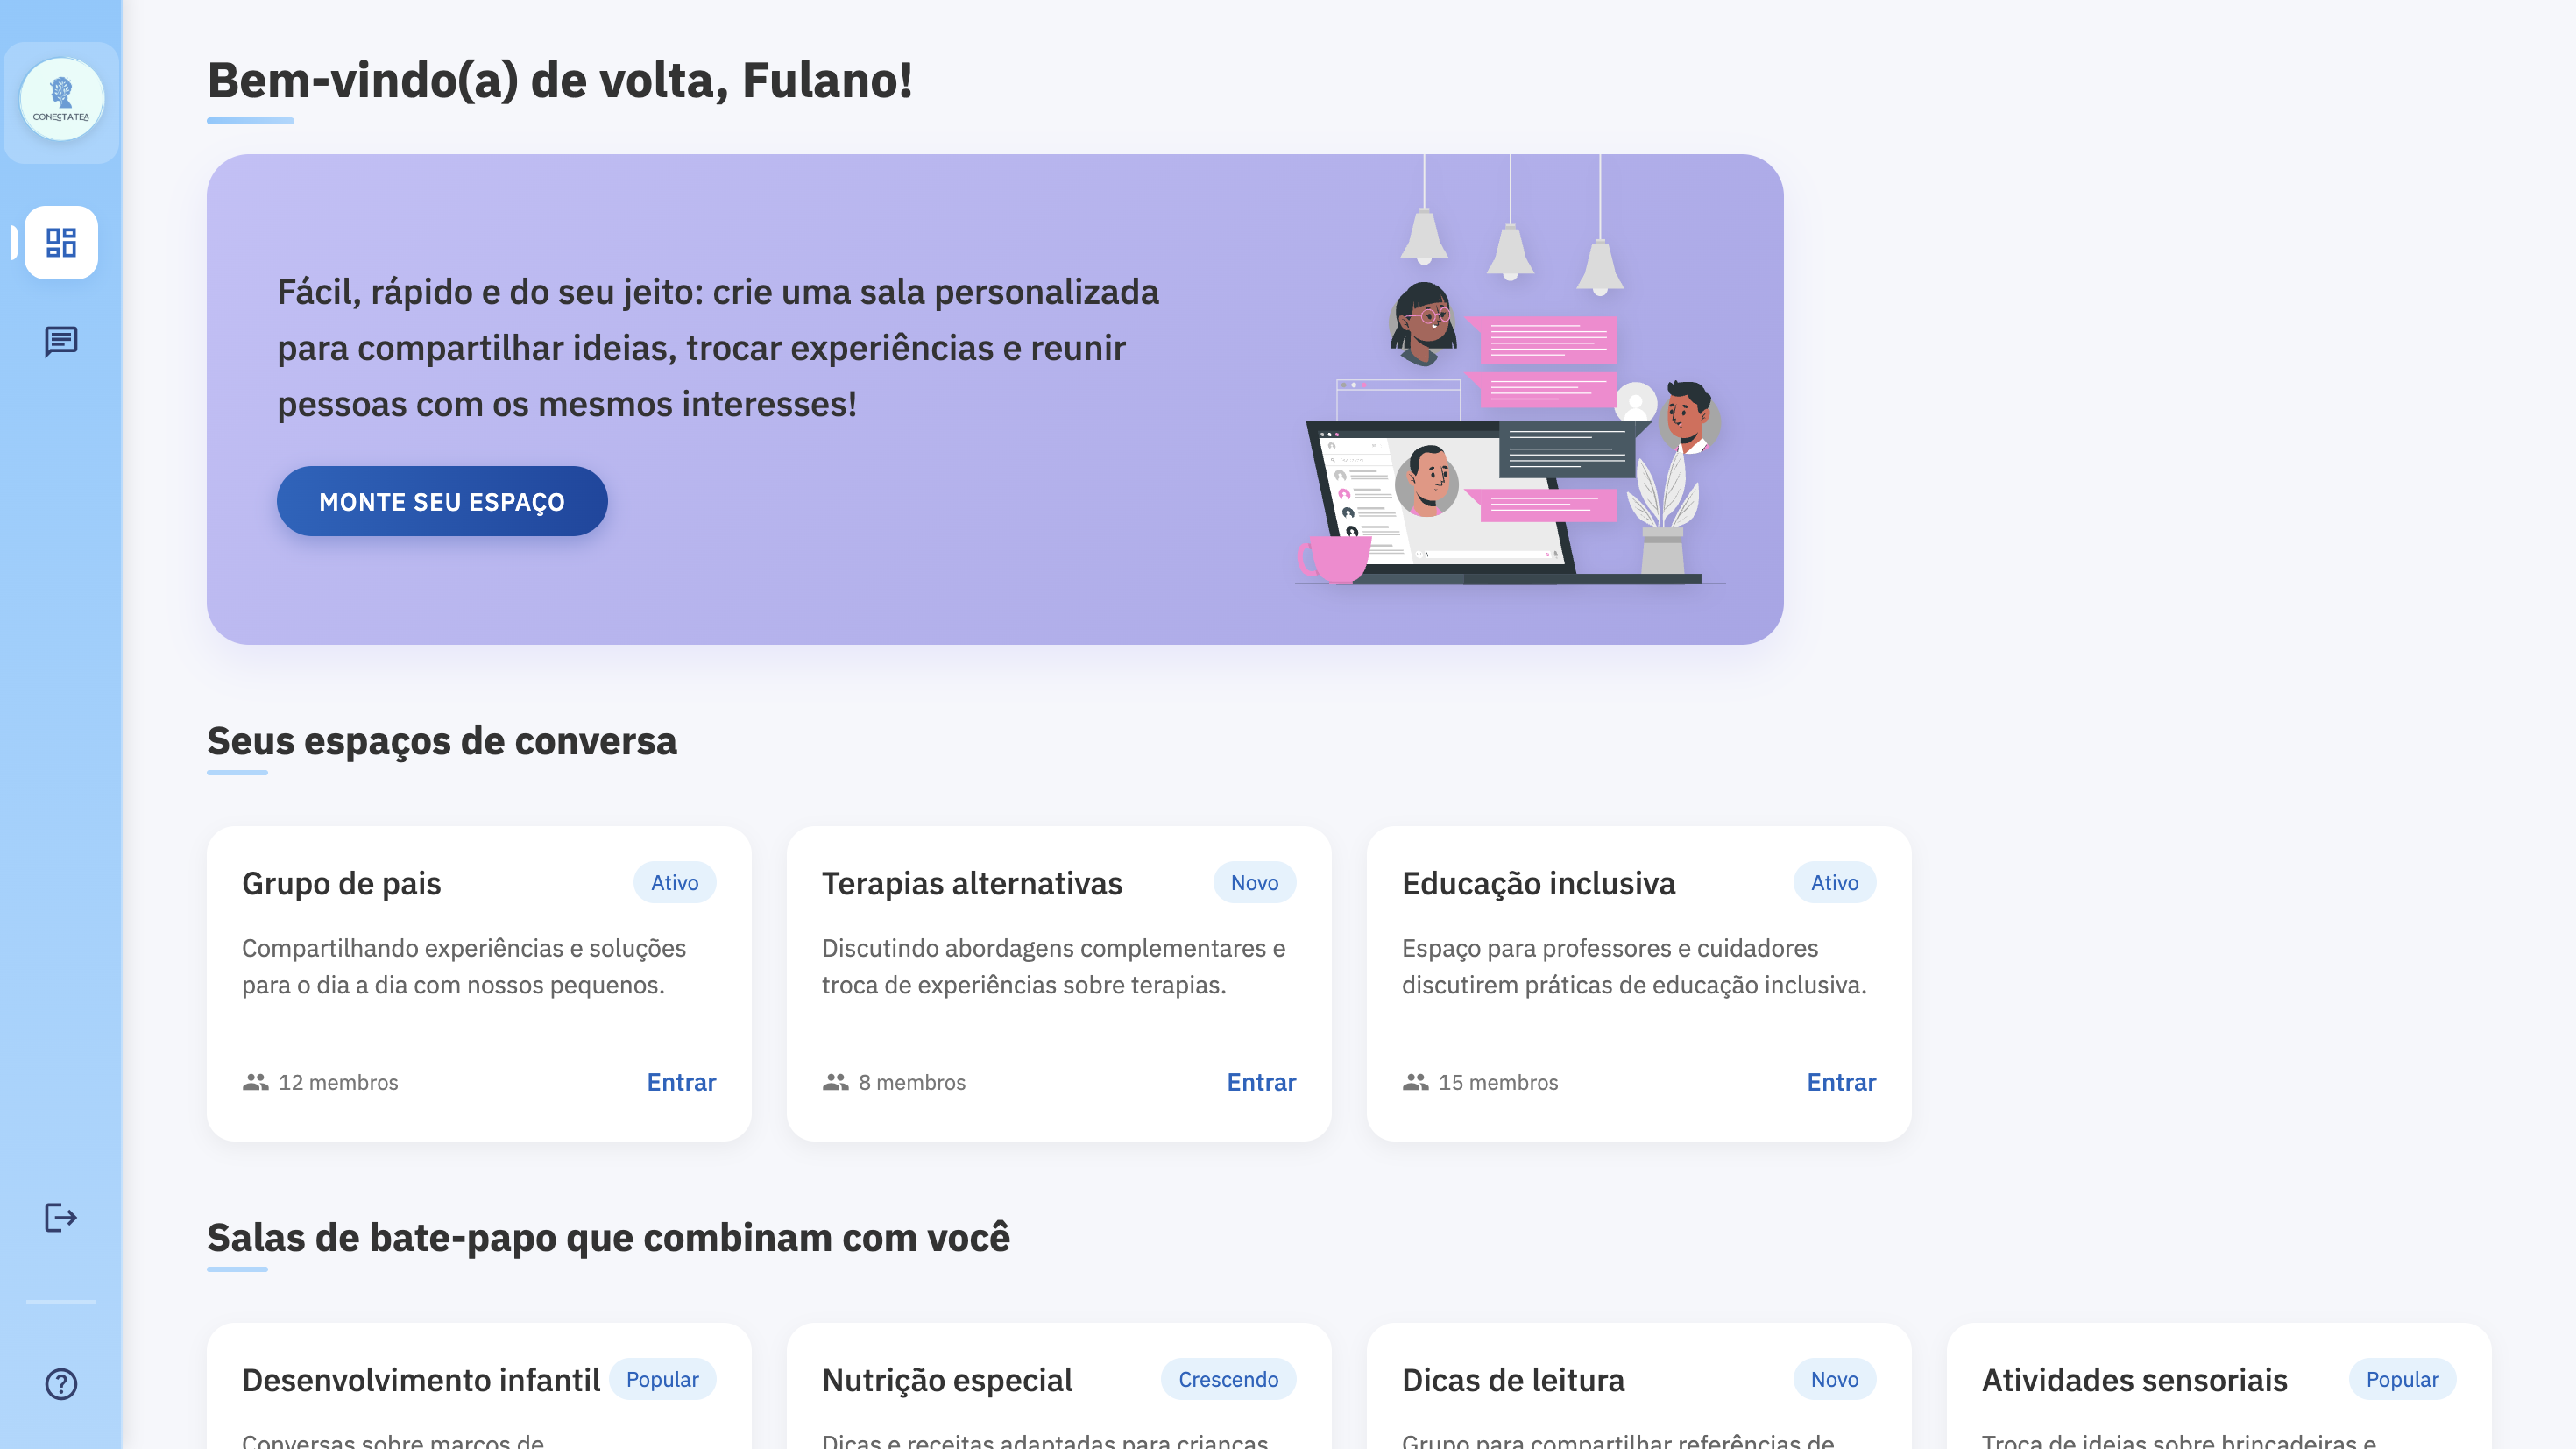 CONECTATEA
Bem-vindo(a) de volta, Fulano!
Fácil, rápido e do seu jeito: crie uma sala personalizada
para compartilhar ideias, trocar experiências e reunir
pessoas com os mesmos interesses!
MONTE SEU ESPAÇO
Seus espaços de conversa
Grupo de pais
Ativo
Compartilhando experiências e soluções
para o dia a dia com nossos pequenos.
12 membros
Entrar
Terapias alternativas
Novo
Discutindo abordagens complementares e
troca de experiências sobre terapias.
8 membros
Entrar
Educação inclusiva
Ativo
Espaço para professores e cuidadores
discutirem práticas de educação inclusiva.
15 membros
Entrar
Salas de bate-papo que combinam com você
Desenvolvimento infantil
Popular
Conversas sobre marcos de
Nutrição especial
Crescendo
Dicas e receitas adaptadas para crianças
Dicas de leitura
Novo
Grupo para compartilhar referências de
Atividades sensoriais
Popular
Troca de ideias sobre brincadeiras e